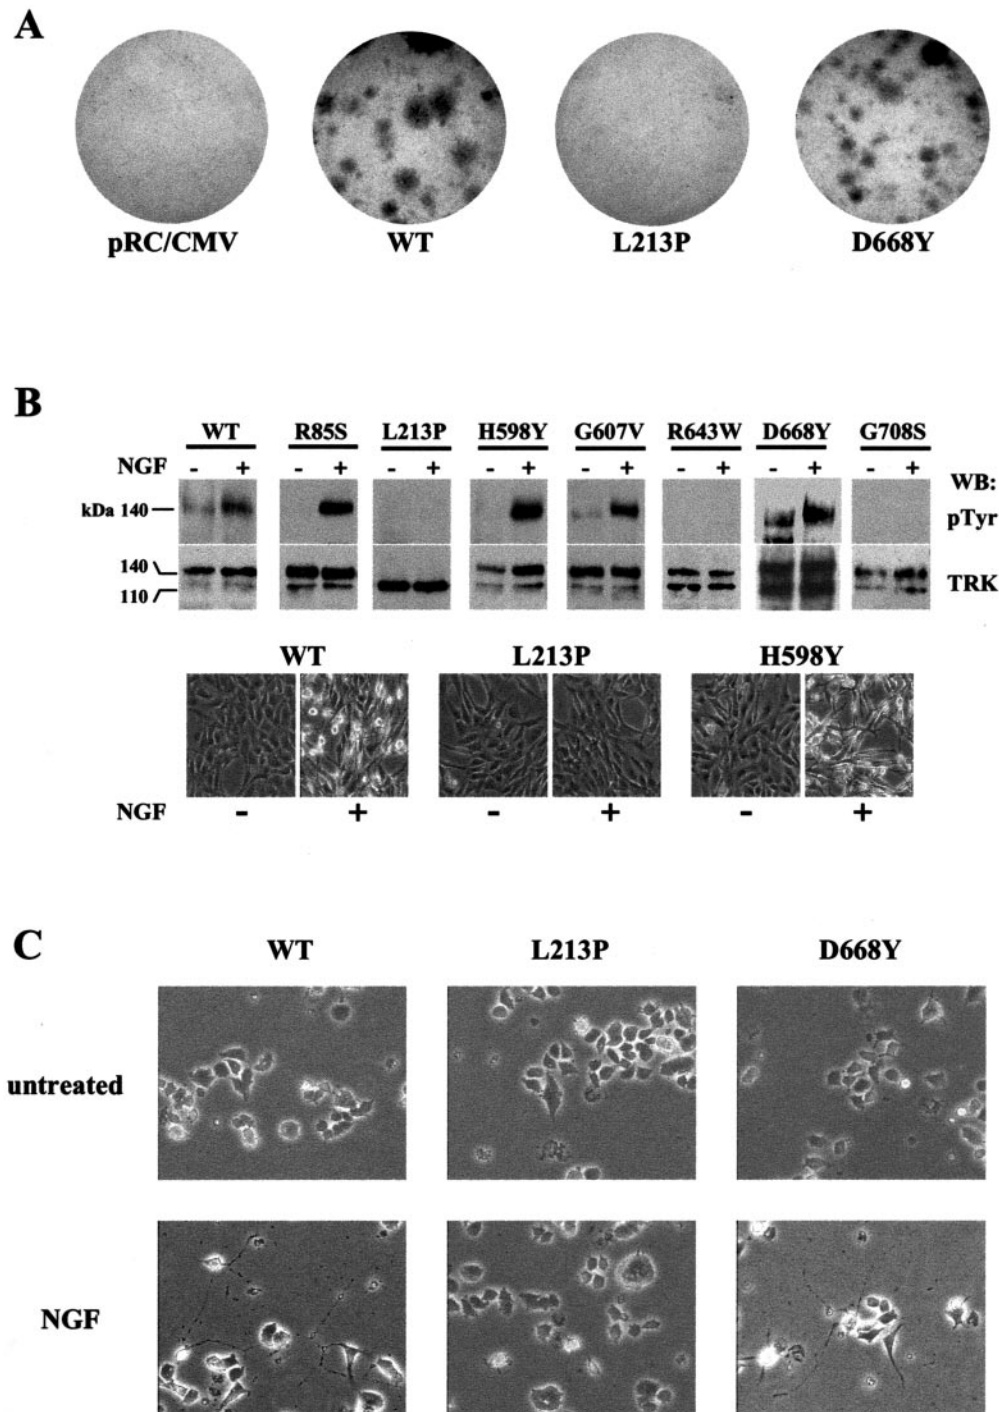 A
pRC/CMV WT L213P D668Y
B
WT R85S L213P H598Y G607V R643W D668Y G708S
NGF - + - + - + - + - + - + - + - +
WB:
kDa 140 pTyr
140
110
TRK
WT L213P H598Y
NGF - + - + - +
C
WT L213P D668Y
untreated
NGF